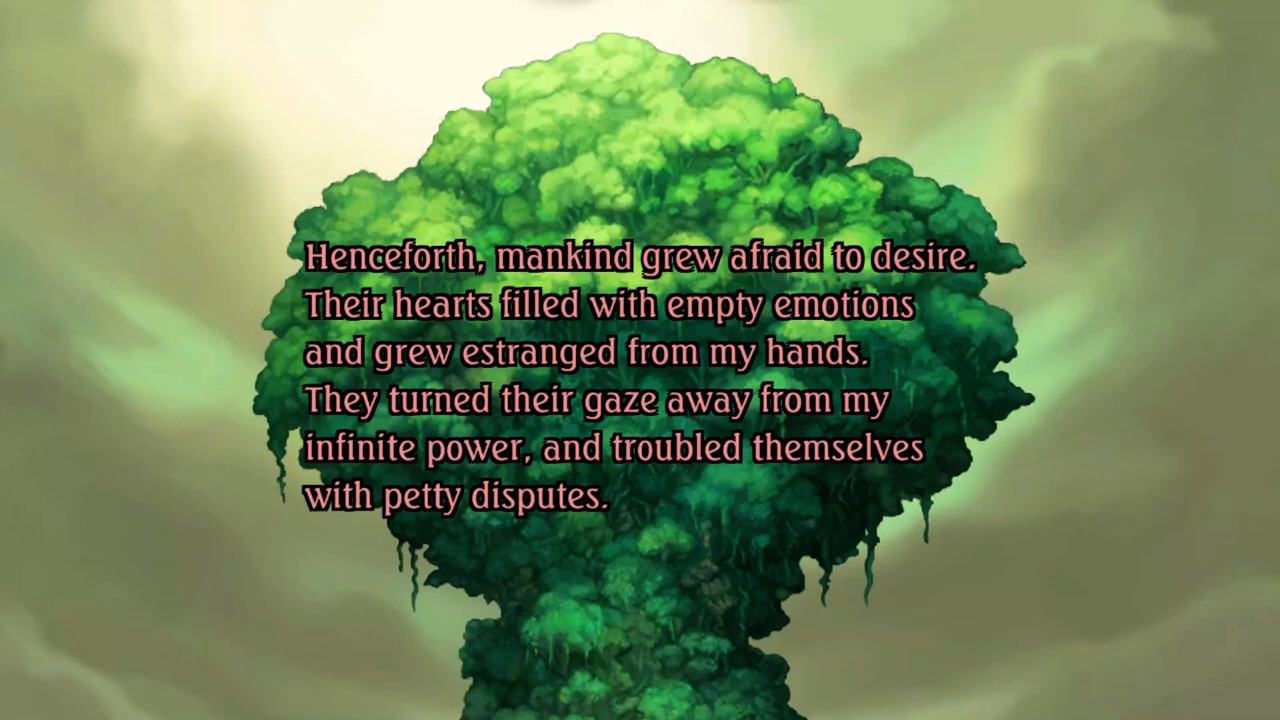 Henceforth, mankind grew afraid to desire.
Their hearts filled with empty emotions
and grew estranged from my hands.
They turned their gaze away from my
infinite power, and troubled themselves
with petty disputes.